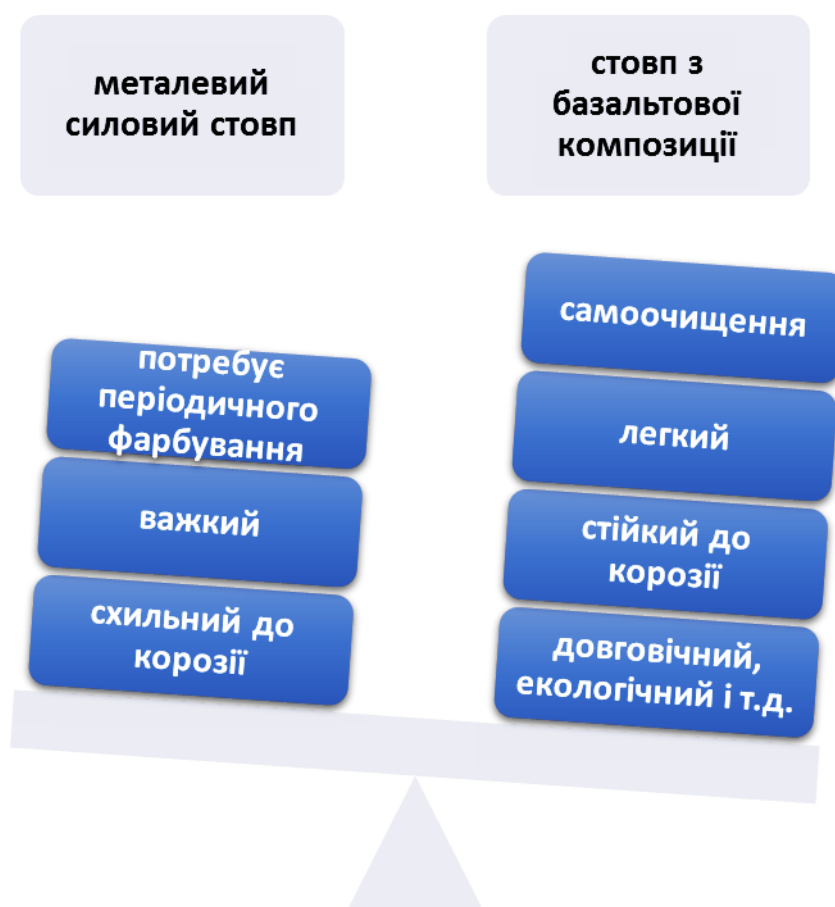 металевий
силовий стовп
стовп з
базальтової
композиції
потребує
періодичного
фарбування
важкий
схильний до
корозії
самоочищення
легкий
стійкий до
корозії
довговічний,
екологічний і т.д.